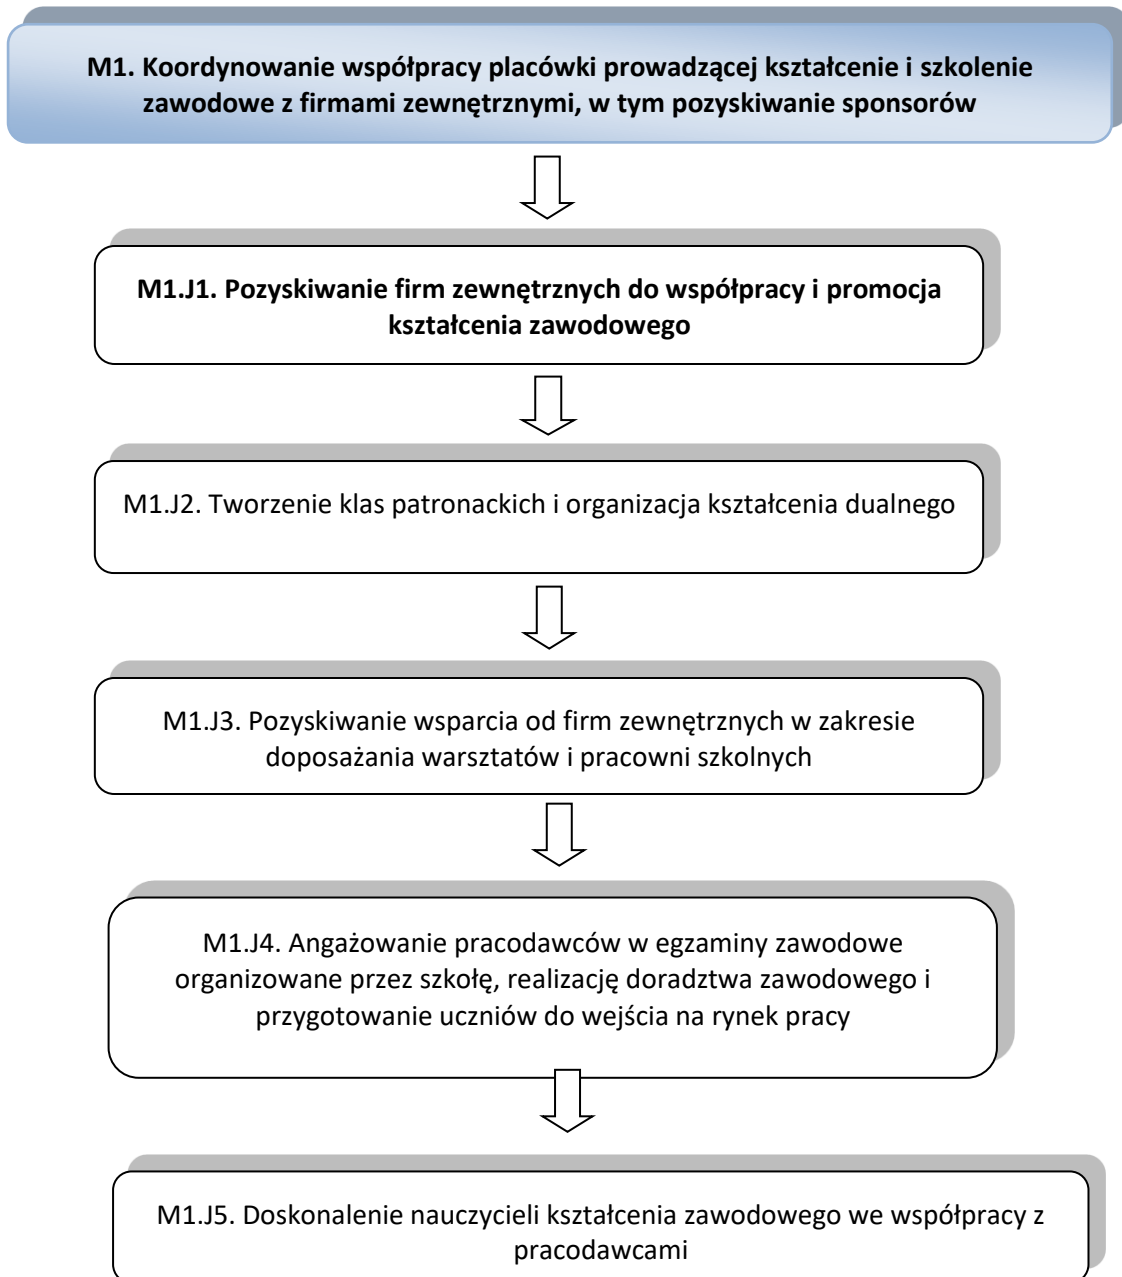 M1. Koordynowanie współpracy placówki prowadzącej kształcenie i szkolenie
zawodowe z firmami zewnętrznymi, w tym pozyskiwanie sponsorów
M1.J1. Pozyskiwanie firm zewnętrznych do współpracy i promocja
kształcenia zawodowego
M1.J2. Tworzenie klas patronackich i organizacja kształcenia dualnego
M1.J3. Pozyskiwanie wsparcia od firm zewnętrznych w zakresie
doposażania warsztatów i pracowni szkolnych
M1.J4. Angażowanie pracodawców w egzaminy zawodowe
organizowane przez szkołę, realizację doradztwa zawodowego i
przygotowanie uczniów do wejścia na rynek pracy
M1.J5. Doskonalenie nauczycieli kształcenia zawodowego we współpracy z
pracodawcami